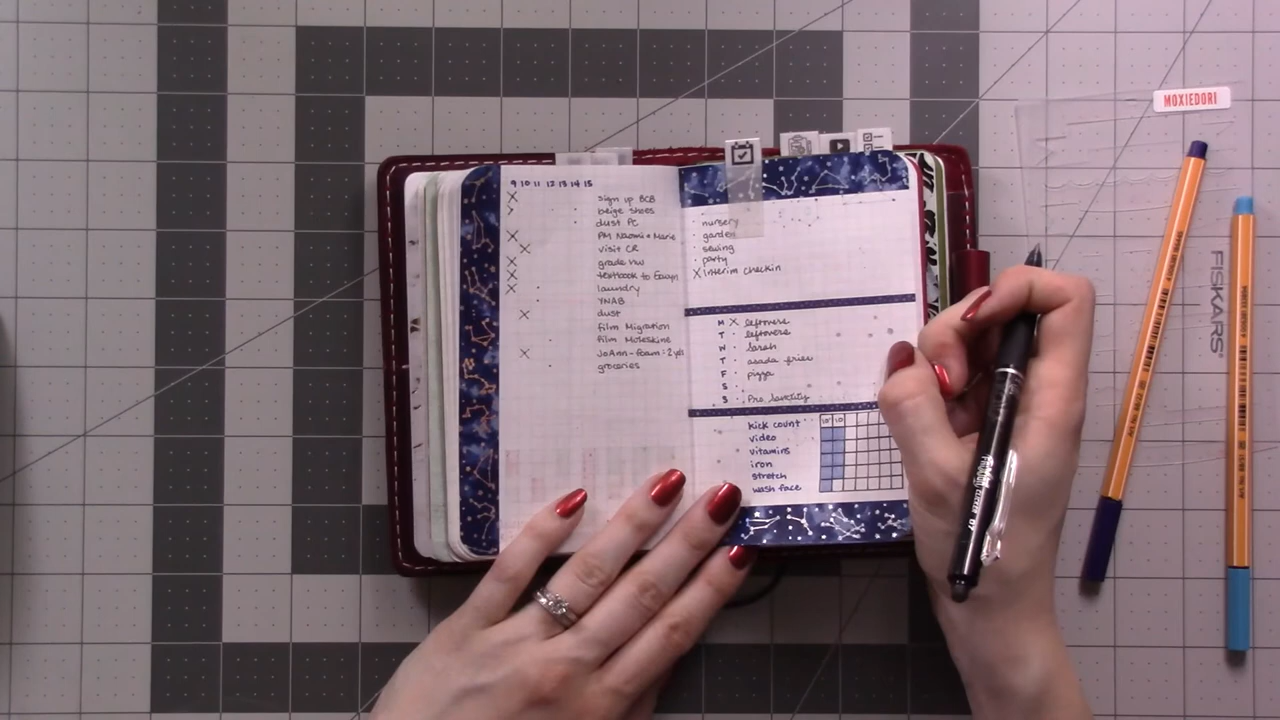 MOXIEDORI
9 10 11 12 13 14 15
sign up BCB
beige shoes
dust PC
PM Naomi + Marie
visit CR
grade hw
textbook to
laundry
YNAB
dust
film Migration
film Moleskine
JoAnn - foam: 2 yds
groceries
nursery
garden
sewing
party
X Interim checkin
M X leftovers
T leftovers
W Sarah
T asada fries
F pizza
S
S
kick count 10 10
video
vitamins
iron
stretch
wash face
FISKARS